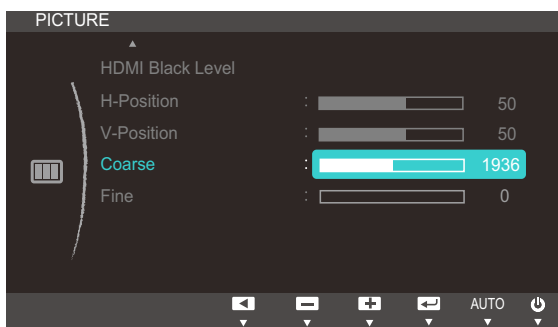 PICTURE
HDMI Black Level
H-Position : 50
V-Position : 50
Coarse : 1936
Fine : 0
AUTO